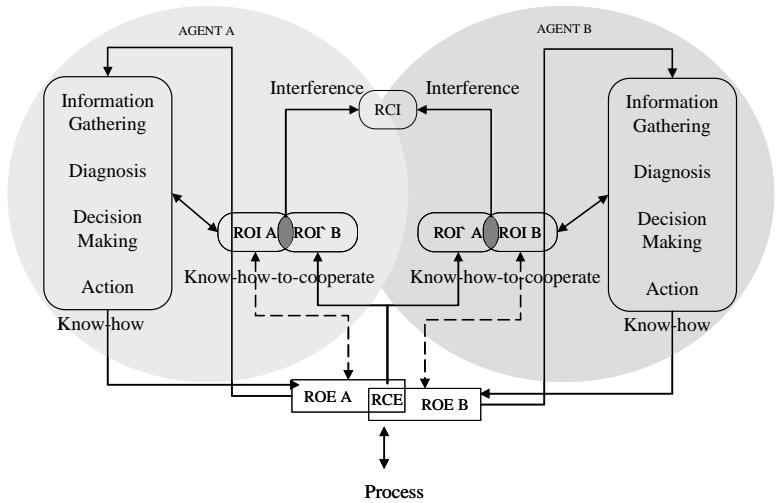 AGENT A
AGENT B
Interference
Interference
RCI
Information
Gathering
Diagnosis
Decision
Making
Action
Know-how
ROI A
ROI` B
Know-how-to-cooperate
ROI` A
ROI B
Know-how-to-cooperate
Information
Gathering
Diagnosis
Decision
Making
Action
Know-how
ROE A
RCE
ROE B
Process